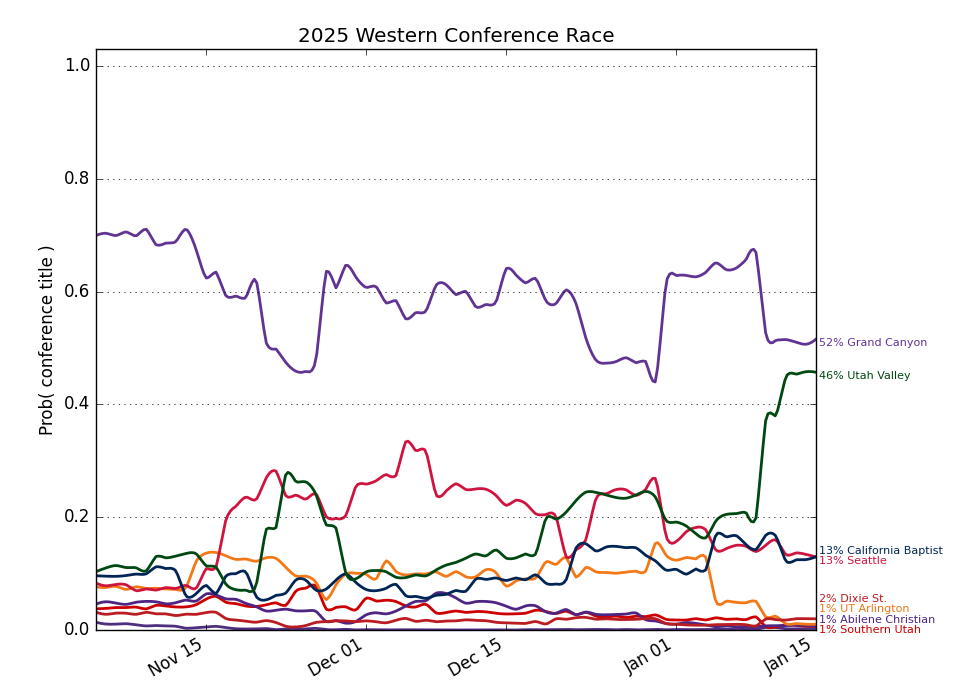 2025 Western Conference Race
Prob( conference title )
1.0
0.8
0.6
0.4
0.2
0.0
Nov 15
Dec 01
Dec 15
Jan 01
Jan 15
52% Grand Canyon
46% Utah Valley
13% California Baptist
13% Seattle
2% Dixie St.
1% UT Arlington
1% Abilene Christian
1% Southern Utah